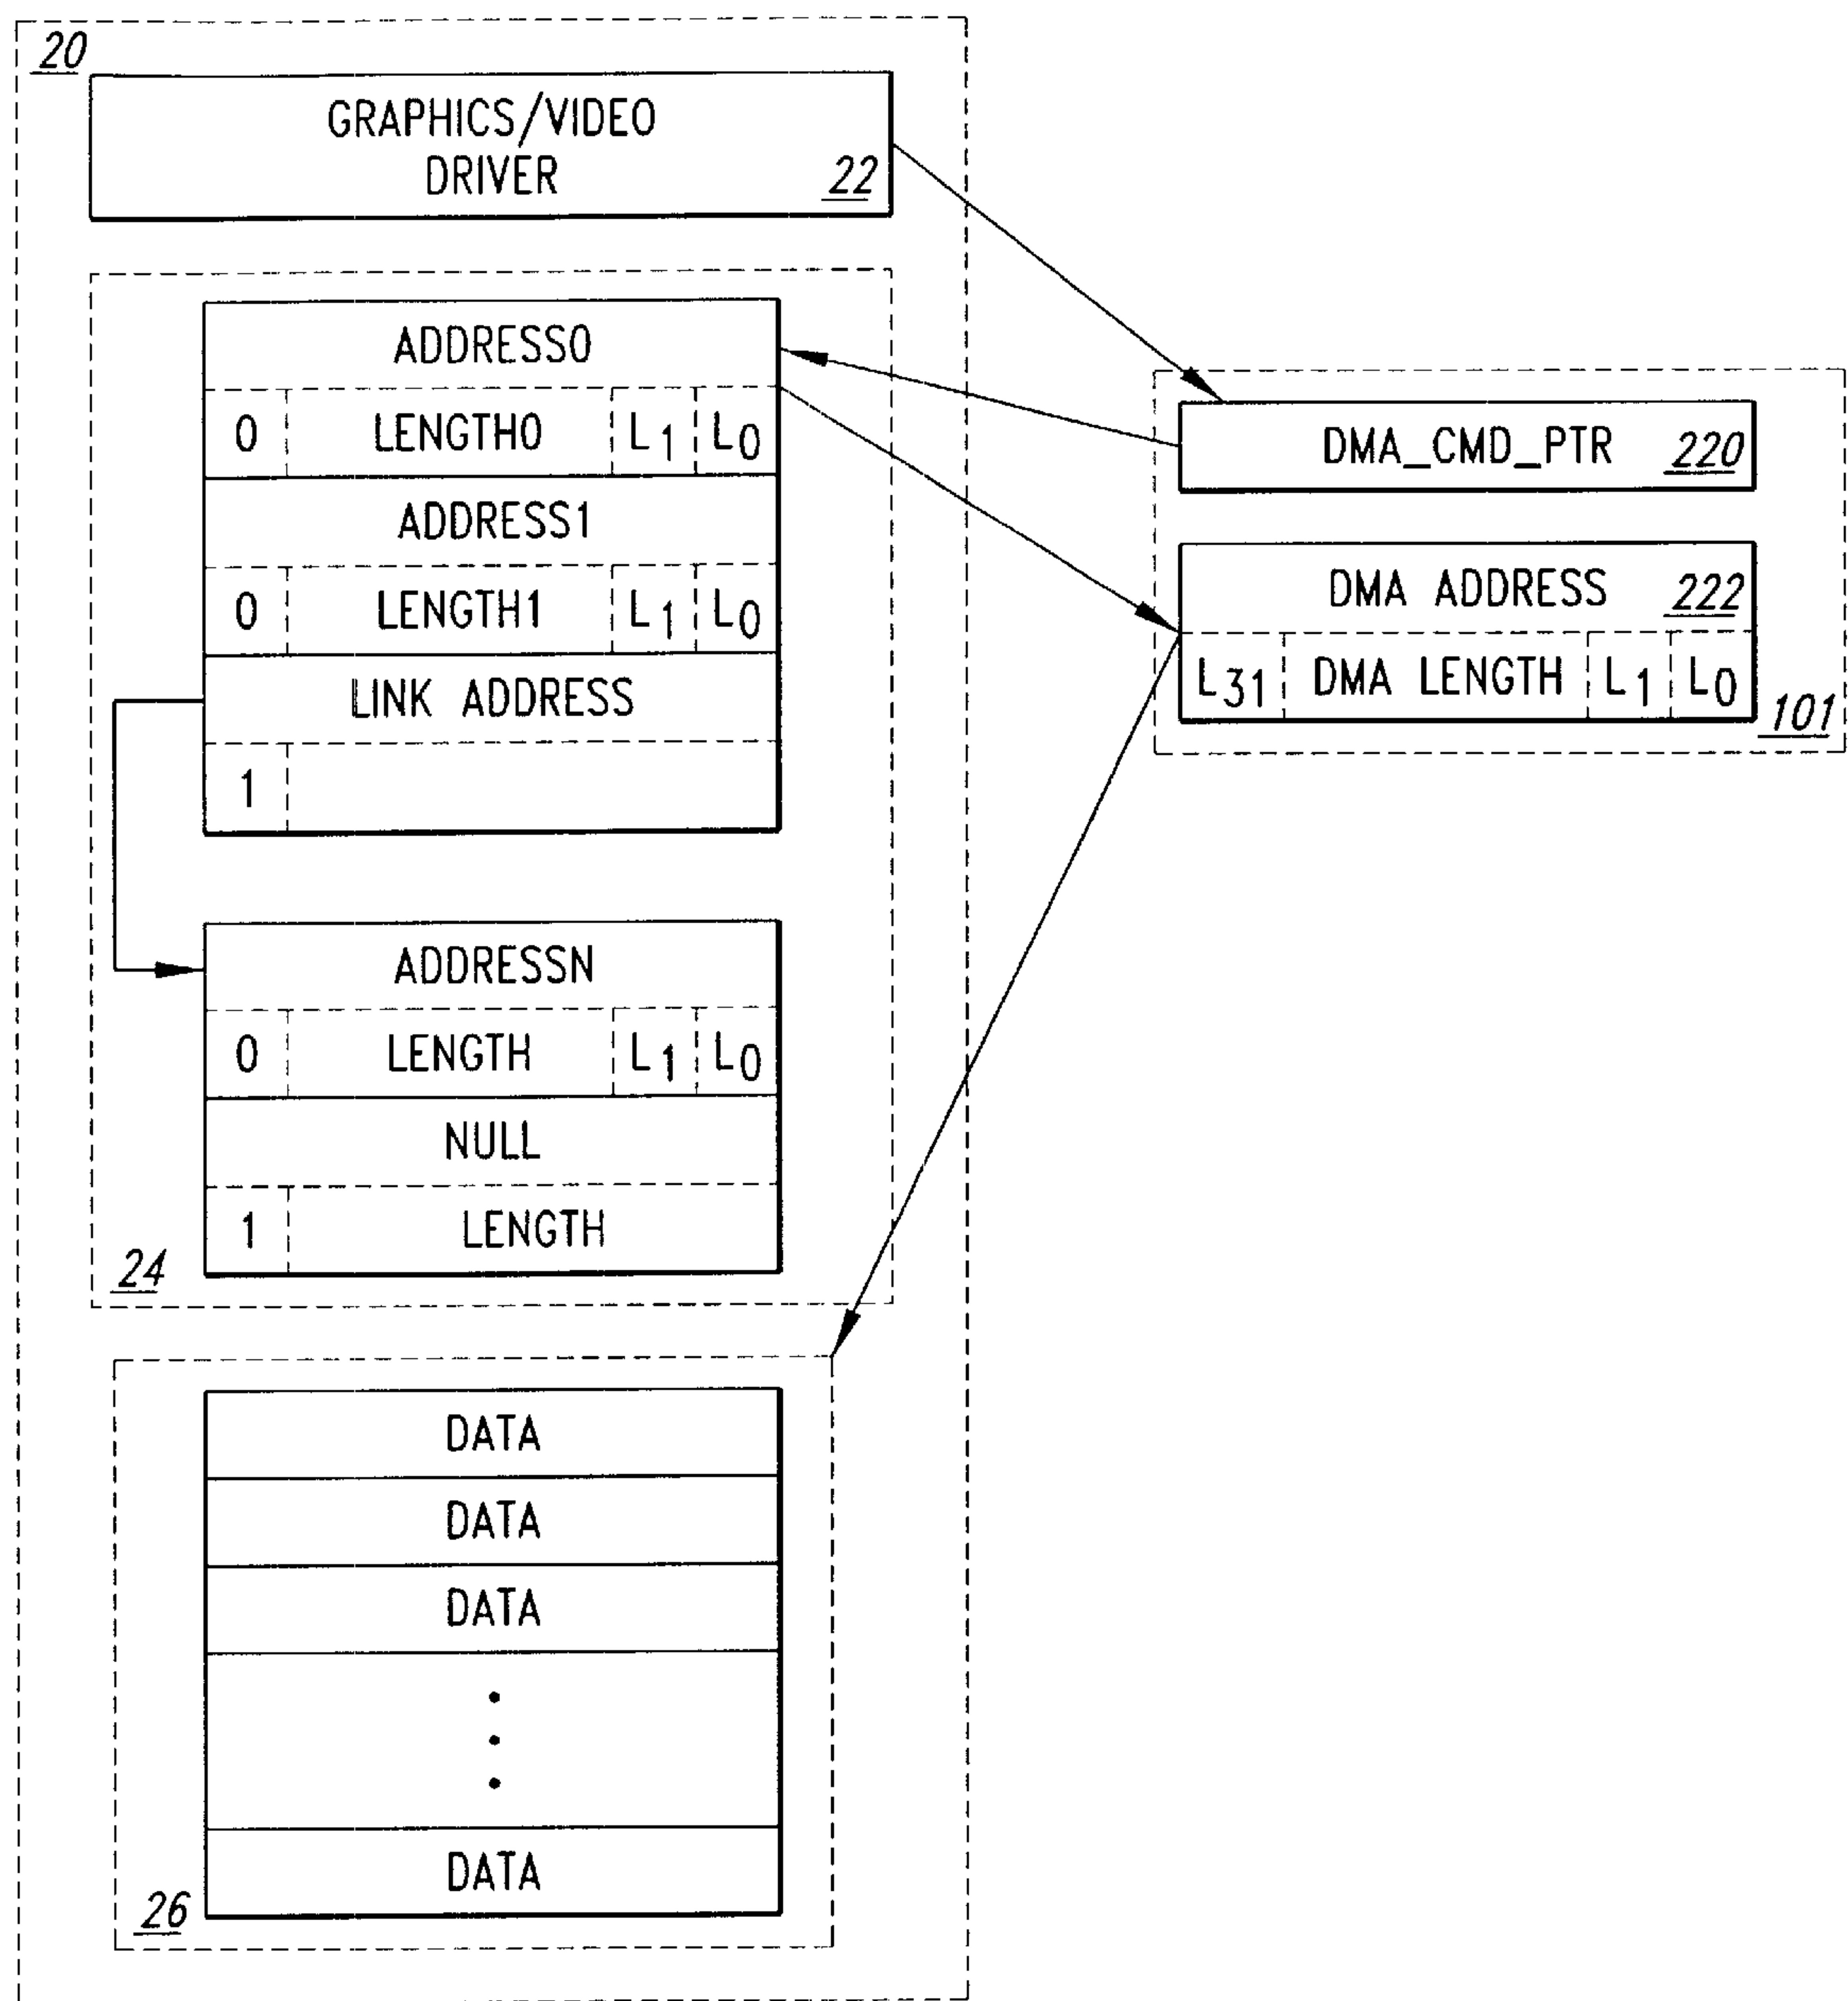 20
GRAPHICS/VIDEO
DRIVER
22
ADDRESS0
0 LENGTH0 L1 L0
ADDRESS1
0 LENGTH1 L1 L0
LINK ADDRESS
1
ADDRESSN
0 LENGTH L1 L0
NULL
1 LENGTH
24
DATA
DATA
DATA
DATA
26
DMA_CMD_PTR 220
DMA ADDRESS 222
L31 DMA LENGTH L1 L0
101